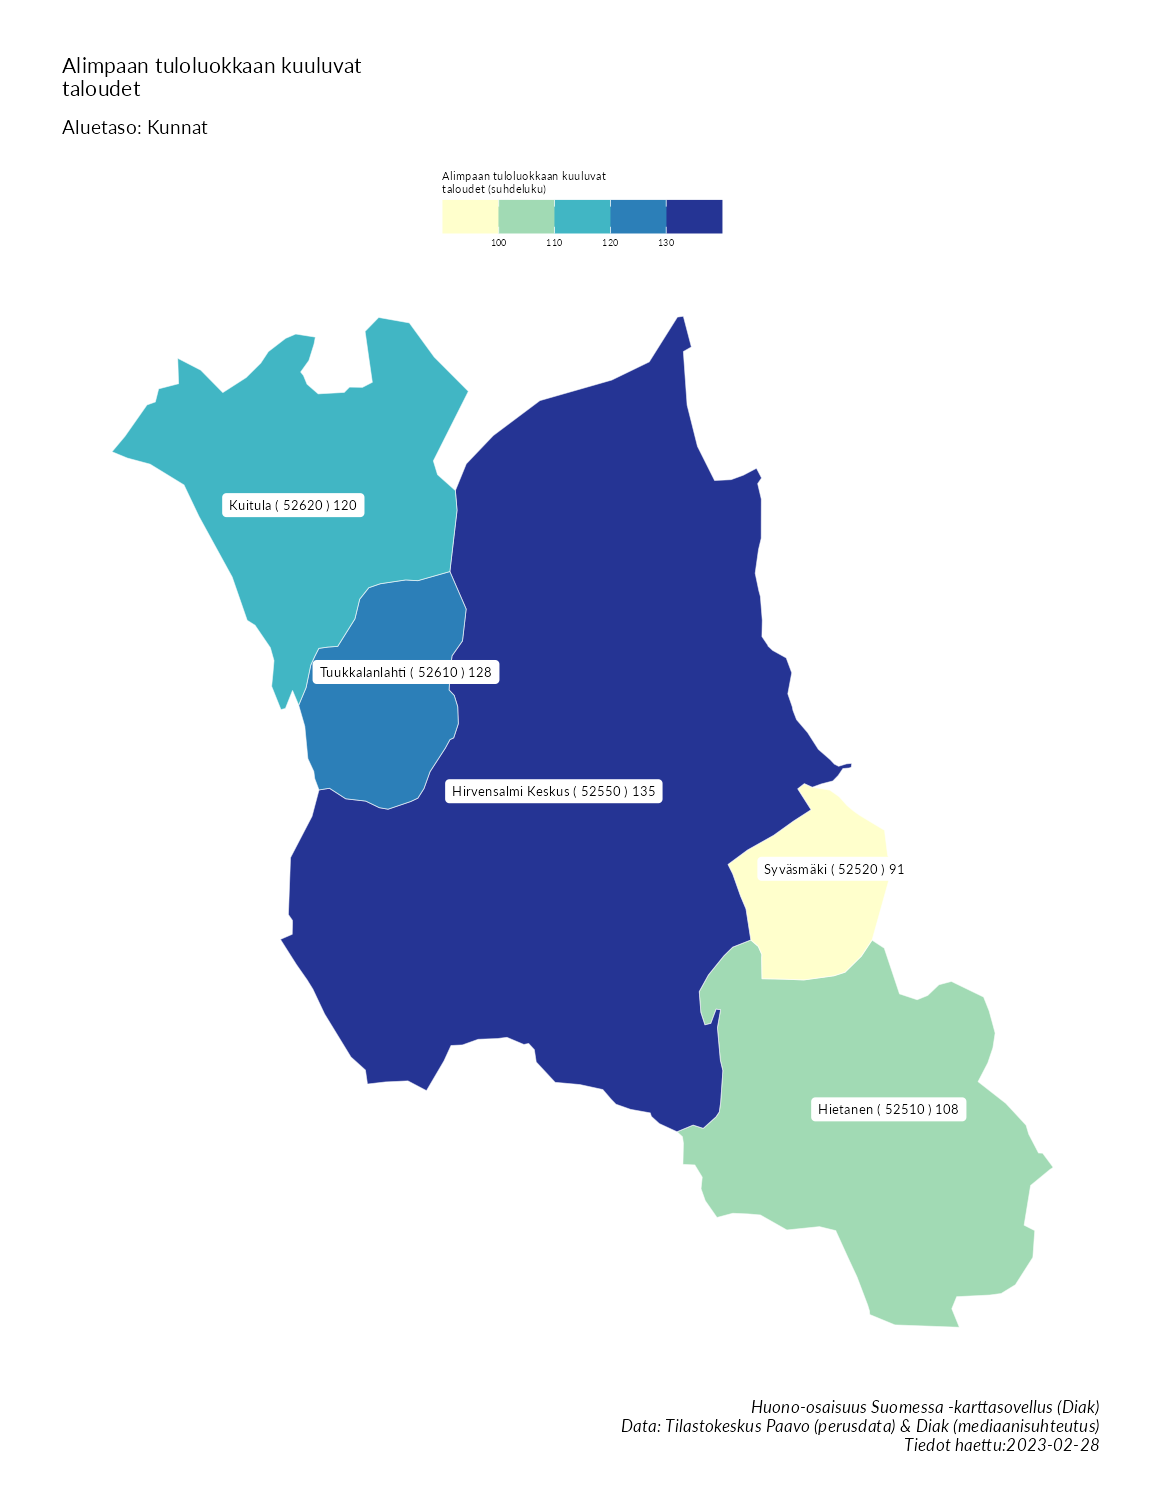 Alimpaan tuloluokkaan kuuluvat
taloudet
Aluetaso: Kunnat
Alimpaan tuloluokkaan kuuluvat
taloudet (suhdeluku)
100 110 120 130
Kuitula ( 52620 ) 120
Tuukkalanlahti ( 52610 ) 128
Hirvensalmi Keskus ( 52550 ) 135
Syväsmäki ( 52520 ) 91
Hietanen ( 52510 ) 108
Huono-osaisuus Suomessa -karttasovellus (Diak)
Data: Tilastokeskus Paavo (perusdata) & Diak (mediaanisuhteutus)
Tiedot haettu:2023-02-28